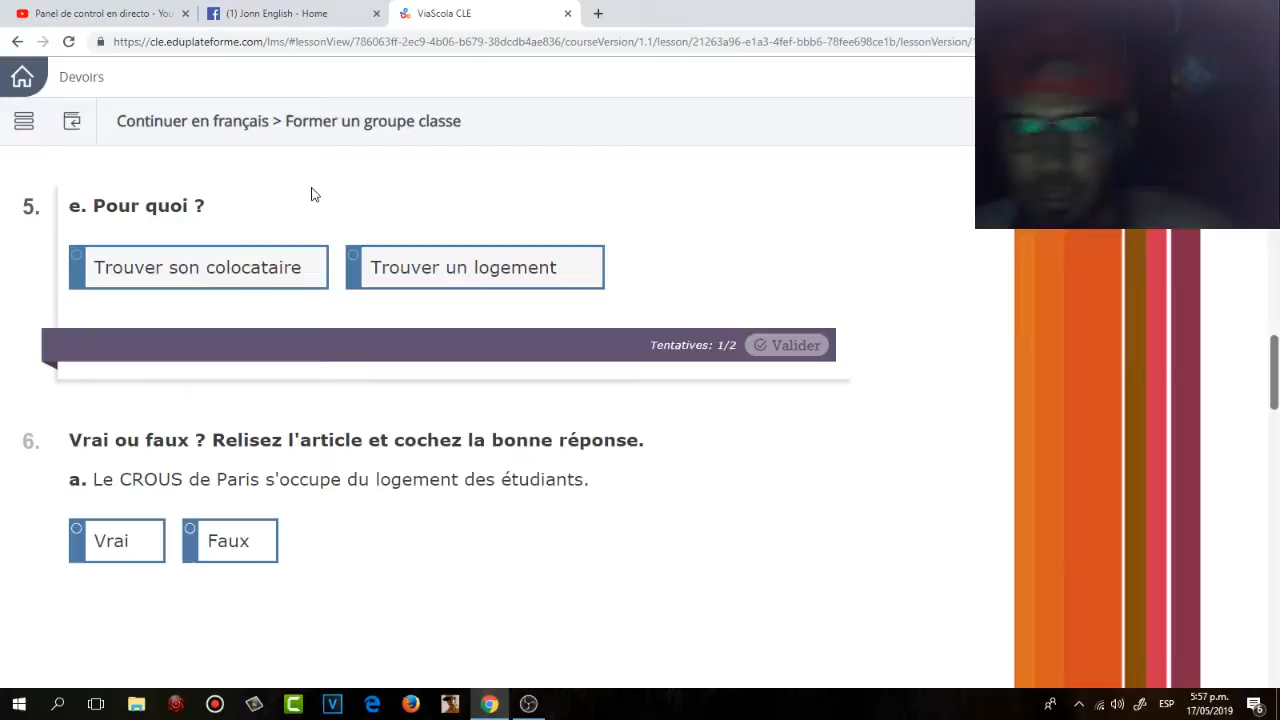 Panel de control en directo - You
(1) Jonn English - Home
ViaScola CLE
https://cle.eduplateforme.com/lms/#lessonView/786063ff-2ec9-4b06-b679-38dcdb4ae836/courseVersion/1.1/lesson/21263a96-e1a3-4fef-bbb6-78fee698ce1b/lessonVersion/
Devoirs
Continuer en français > Former un groupe classe
5. e. Pour quoi ?
Trouver son colocataire Trouver un logement
Tentatives: 1/2 Valider
6. Vrai ou faux ? Relisez l'article et cochez la bonne réponse.
a. Le CROUS de Paris s'occupe du logement des étudiants.
Vrai Faux
5:57 p.m.
ESP
17/05/2019
6